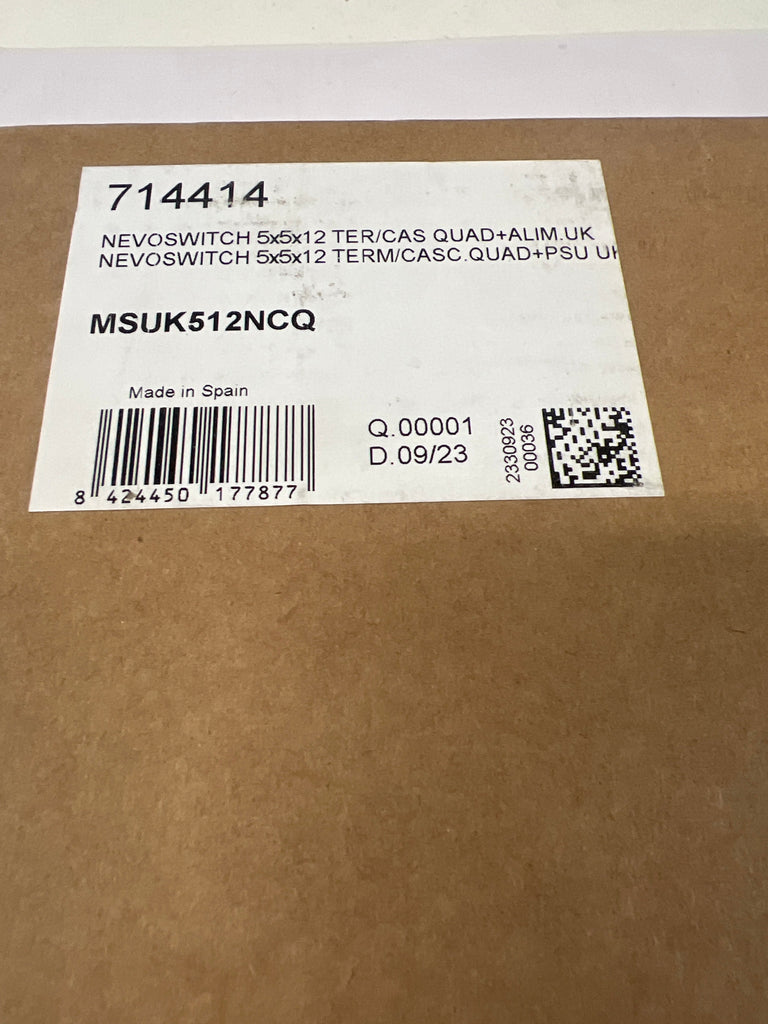 714414
NEVOSWITCH 5x5x12 TER/CAS QUAD+ALIM.UK
NEVOSWITCH 5x5x12 TERM/CASC.QUAD+PSU UK
MSUK512NCQ
Made in Spain
8 424450 177877
Q.00001
D.09/23
2330923
00036